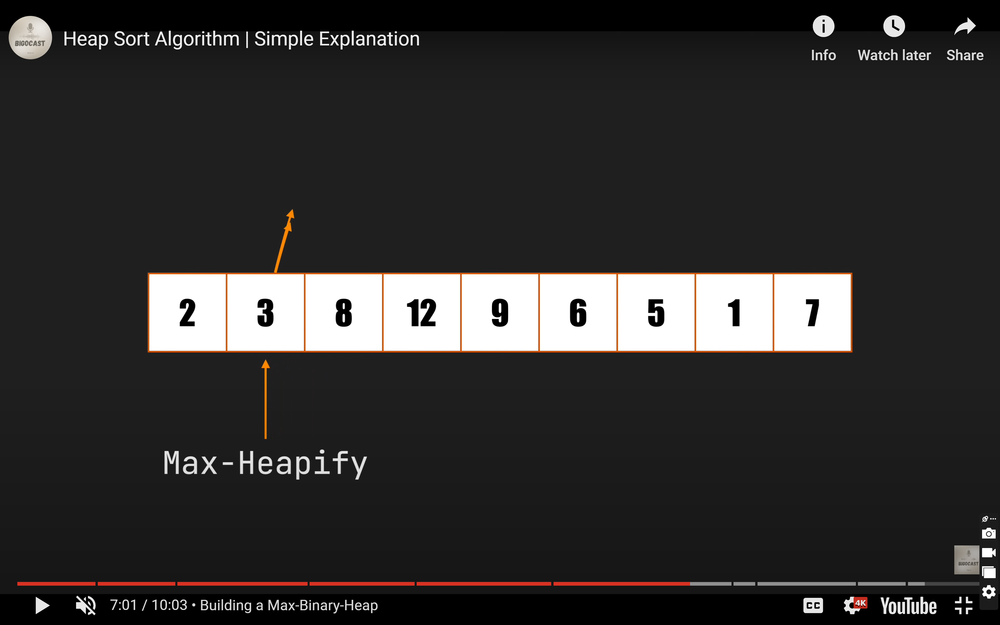 BIGOCAST
Heap Sort Algorithm | Simple Explanation
Info
Watch later
Share
2 3 8 12 9 6 5 1 7
Max-Heapify
BIGOCAST
7:01 / 10:03 • Building a Max-Binary-Heap
CC
4K
YouTube